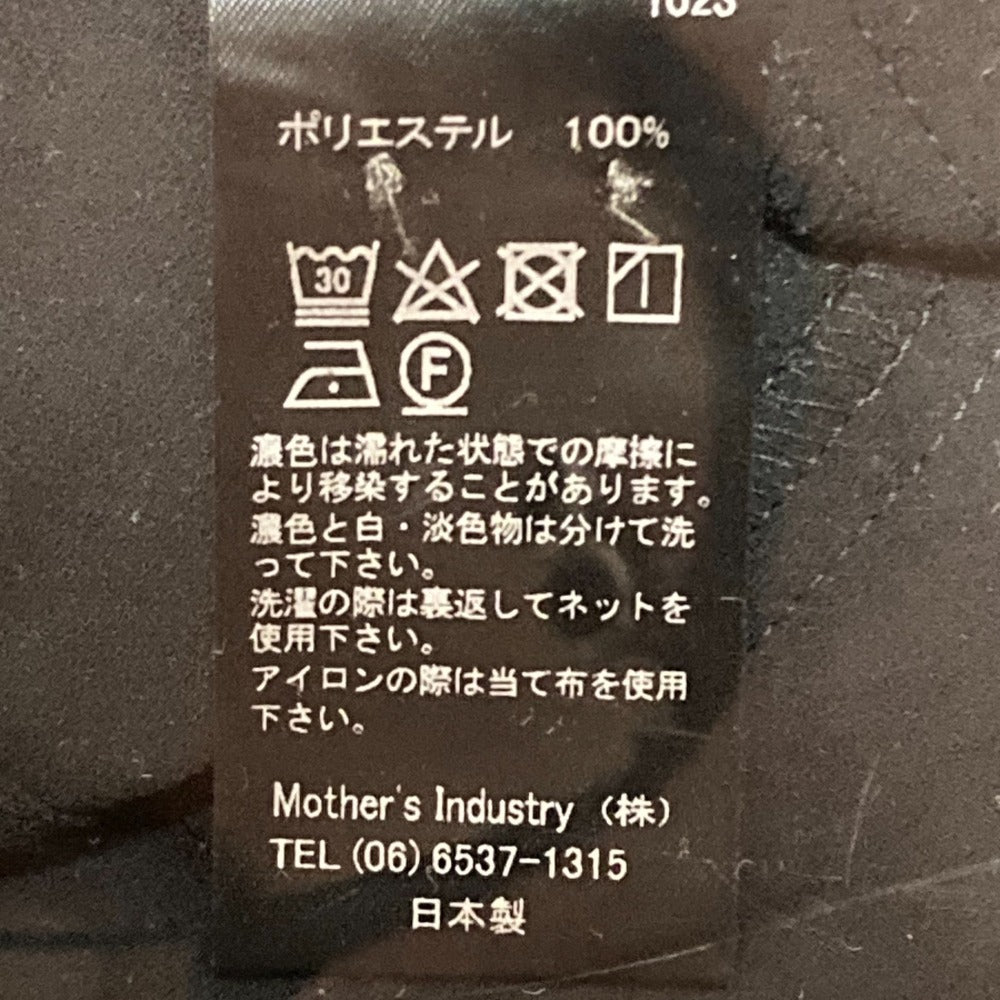 1023
ポリエステル 100%
30
F
濃色は濡れた状態での摩擦に
より移染することがあります。
濃色と白・淡色物は分けて洗
って下さい。
洗濯の際は裏返してネットを
使用下さい。
アイロンの際は当て布を使用
下さい。
Mother's Industry (株)
TEL (06) 6537-1315
日本製